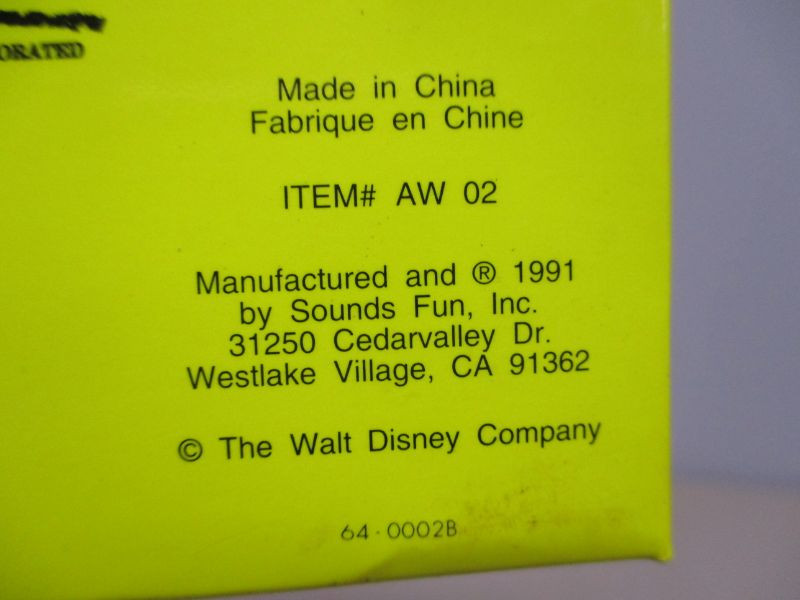 ORATED
Made in China
Fabrique en Chine
ITEM# AW 02
Manufactured and ® 1991
by Sounds Fun, Inc.
31250 Cedarvalley Dr.
Westlake Village, CA 91362
© The Walt Disney Company
64-0002B